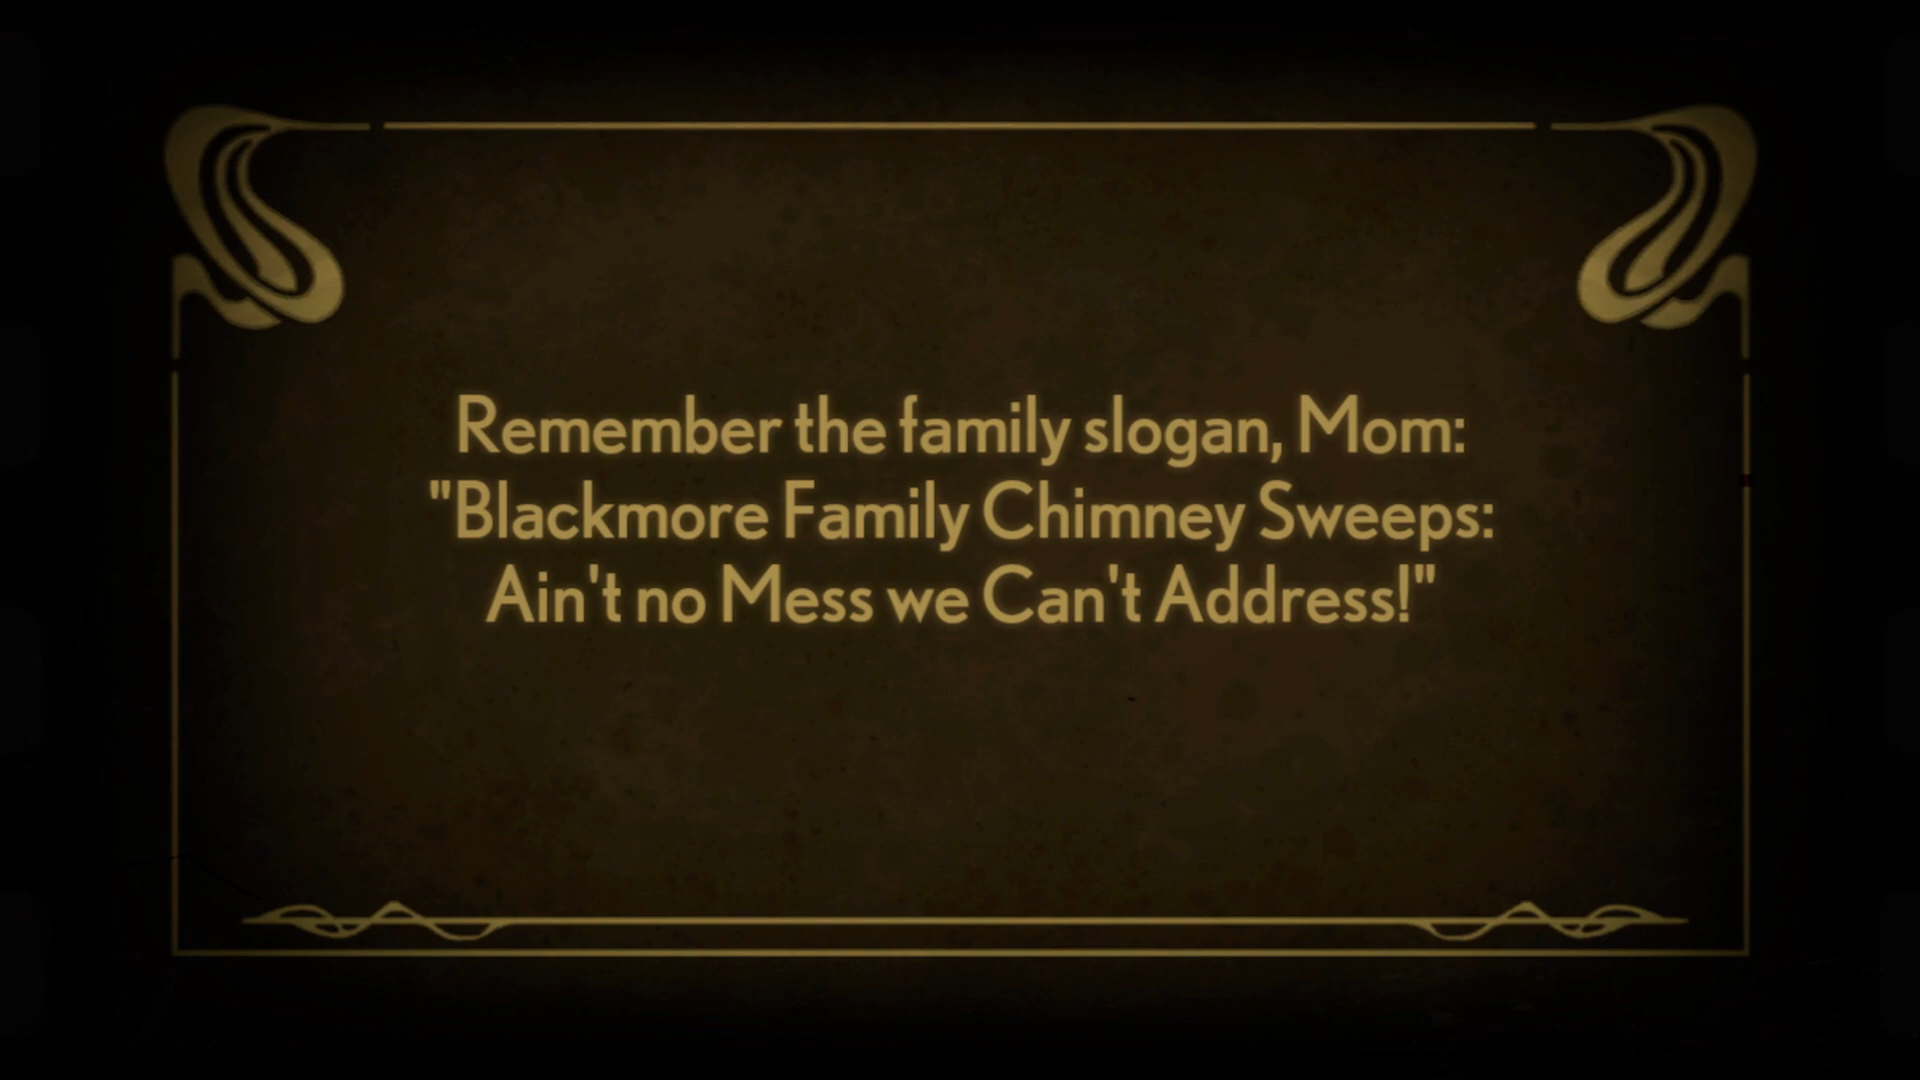 Remember the family slogan, Mom:
"Blackmore Family Chimney Sweeps:
Ain't no Mess we Can't Address!"